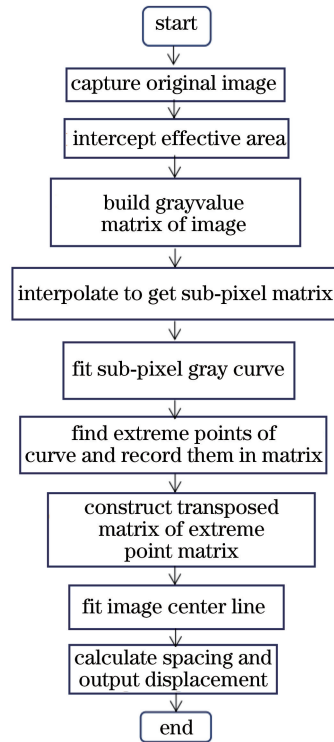 start
capture original image
intercept effective area
build grayvalue
matrix of image
interpolate to get sub-pixel matrix
fit sub-pixel gray curve
find extreme points of
curve and record them in matrix
construct transposed
matrix of extreme
point matrix
fit image center line
calculate spacing and
output displacement
end